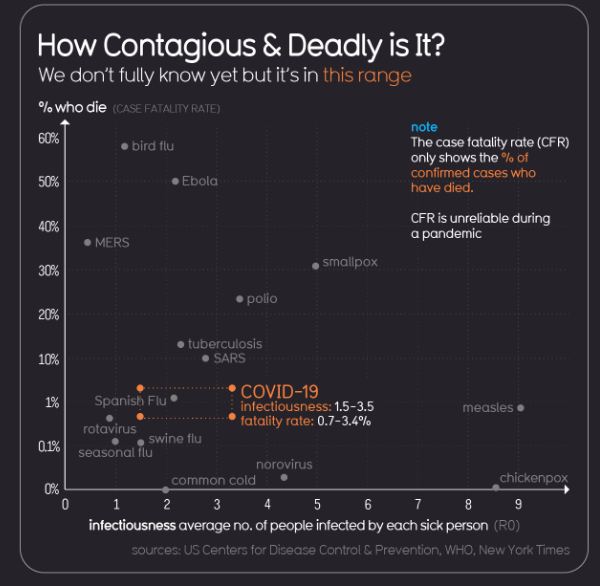 How Contagious & Deadly is It?
We don't fully know yet but it's in this range
% who die (CASE FATALITY RATE)
note
The case fatality rate (CFR)
only shows the % of
confirmed cases who
have died.
CFR is unreliable during
a pandemic
60%
bird flu
50%
Ebola
40%
MERS
30%
smallpox
20%
polio
tuberculosis
10%
SARS
COVID-19
infectiousness: 1.5-3.5
fatality rate: 0.7-3.4%
1%
Spanish Flu
measles
rotavirus
swine flu
0.1%
seasonal flu
norovirus
common cold
chickenpox
0%
0 1 2 3 4 5 6 7 8 9
infectiousness average no. of people infected by each sick person (R0)
sources: US Centers for Disease Control & Prevention, WHO, New York Times